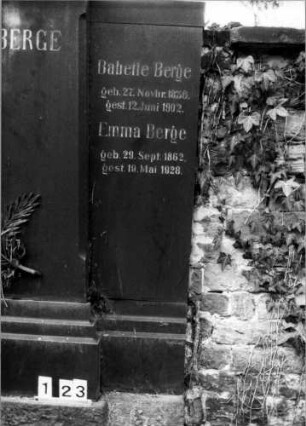 BERGE
Babette Berge
geb. 27. Novbr. 1830.
gest. 12. Juni 1902.
Emma Berge
geb. 29. Sept. 1862.
gest. 19. Mai 1928.
1 23